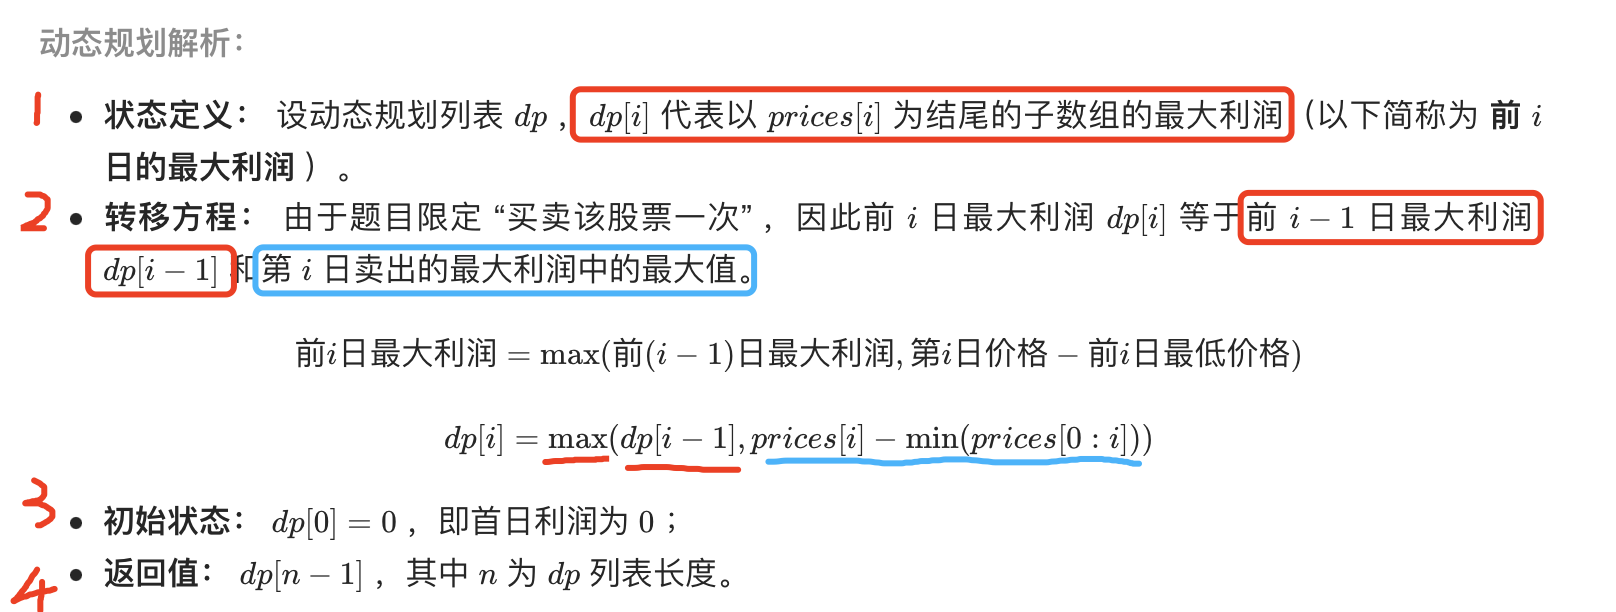 动态规划解析：
1 • 状态定义： 设动态规划列表 dp ，dp[i] 代表以 prices[i] 为结尾的子数组的最大利润（以下简称为 前 i
日的最大利润 ）。
2 • 转移方程： 由于题目限定 “买卖该股票一次” ，因此前 i 日最大利润 dp[i] 等于前 i − 1 日最大利润
dp[i − 1] 和第 i 日卖出的最大利润中的最大值。
前i日最大利润 = max(前(i − 1)日最大利润, 第i日价格 − 前i日最低价格)
dp[i] = max(dp[i − 1], prices[i] − min(prices[0 : i]))
3 • 初始状态： dp[0] = 0 ，即首日利润为 0 ；
4 • 返回值： dp[n − 1] ，其中 n 为 dp 列表长度。